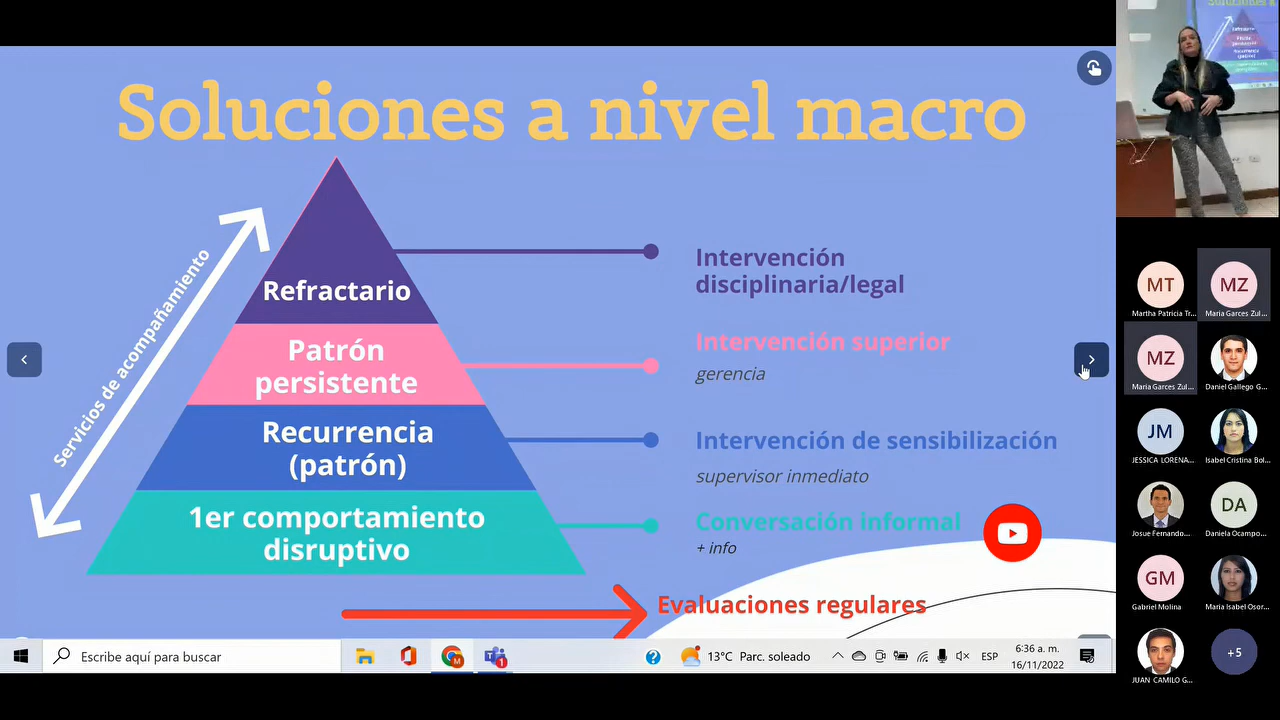 Soluciones a nivel macro
Servicios de acompañamiento
Refractario
Patrón
persistente
Recurrencia
(patrón)
1er comportamiento
disruptivo
Intervención
disciplinaria/legal
Intervención superior
gerencia
Intervención de sensibilización
supervisor inmediato
Conversación informal
+ info
Evaluaciones regulares
Escribe aquí para buscar
1
13°C Parc. soleado
ESP
6:36 a. m.
16/11/2022
MT
Martha Patricia Tr...
MZ
Maria Garces Zul...
MZ
Maria Garces Zul...
Daniel Gallego G...
JM
JESSICA LORENA...
Isabel Cristina Bol...
Josue Fernando...
DA
Daniela Ocampo...
GM
Gabriel Molina
Maria Isabel Osor...
JUAN CAMILO G...
+5